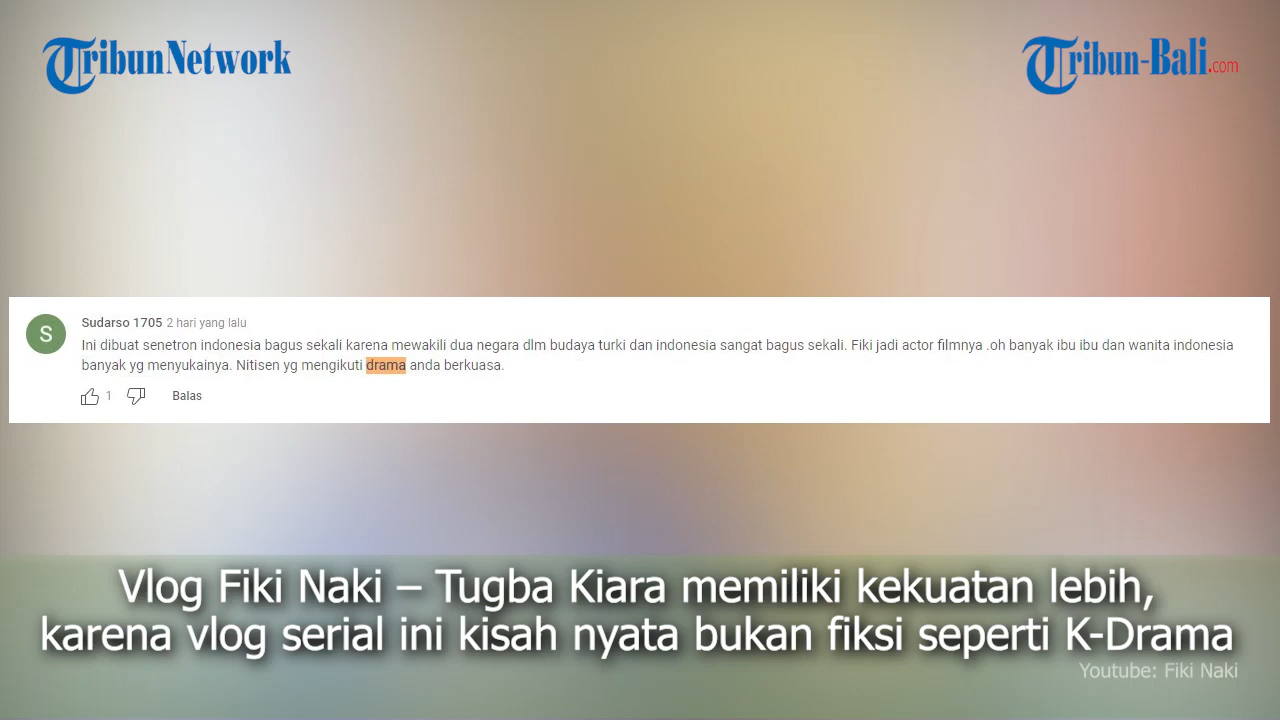 TribunNetwork
Tribun-Bali.com
S
Sudarso 1705 2 hari yang lalu
Ini dibuat senetron indonesia bagus sekali karena mewakili dua negara dlm budaya turki dan indonesia sangat bagus sekali. Fiki jadi actor filmnya .oh banyak ibu ibu dan wanita indonesia
banyak yg menyukainya. Nitisen yg mengikuti drama anda berkuasa.
1 Balas
Vlog Fiki Naki – Tugba Kiara memiliki kekuatan lebih,
karena vlog serial ini kisah nyata bukan fiksi seperti K-Drama
Youtube: Fiki Naki